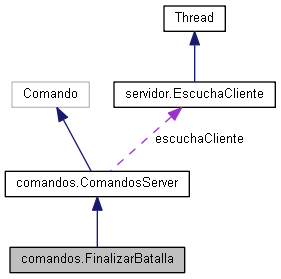 Thread
Comando
servidor.EscuchaCliente
escuchaCliente
comandos.ComandosServer
comandos.FinalizarBatalla